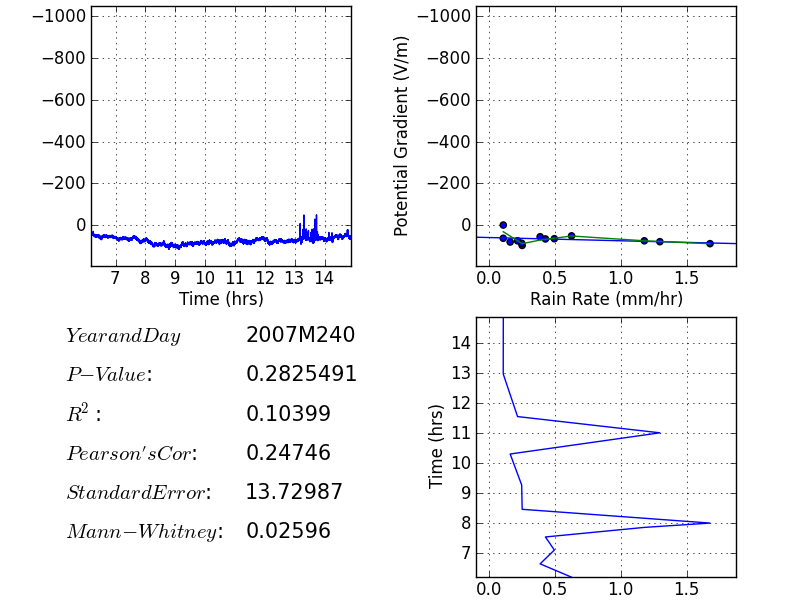 −1000
−800
−600
−400
−200
0
7 8 9 10 11 12 13 14
Time (hrs)
Potential Gradient (V/m)
−1000
−800
−600
−400
−200
0
0.0 0.5 1.0 1.5
Rain Rate (mm/hr)
YearandDay 2007M240
P−Value: 0.2825491
R²: 0.10399
Pearson'sCor: 0.24746
StandardError: 13.72987
Mann−Whitney: 0.02596
Time (hrs)
14
13
12
11
10
9
8
7
0.0 0.5 1.0 1.5